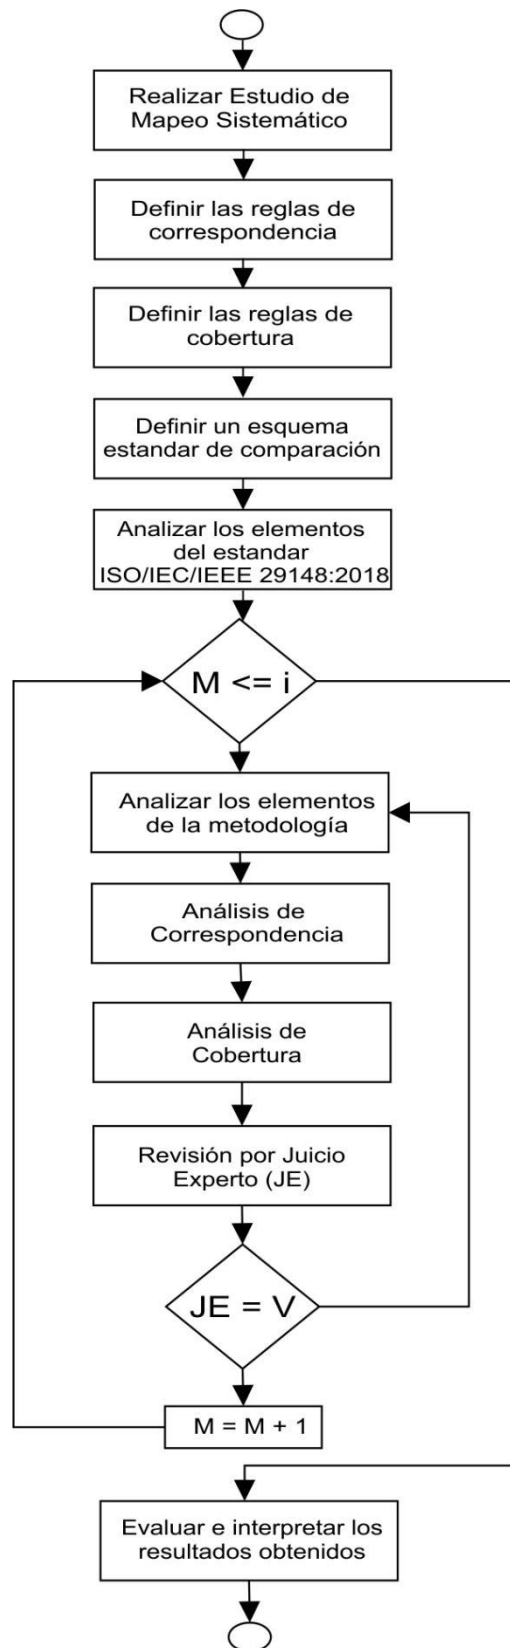 Realizar Estudio de
Mapeo Sistemático
Definir las reglas de
correspondencia
Definir las reglas de
cobertura
Definir un esquema
estandar de comparación
Analizar los elementos
del estandar
ISO/IEC/IEEE 29148:2018
M <= i
Analizar los elementos
de la metodología
Análisis de
Correspondencia
Análisis de
Cobertura
Revisión por Juicio
Experto (JE)
JE = V
M = M + 1
Evaluar e interpretar los
resultados obtenidos